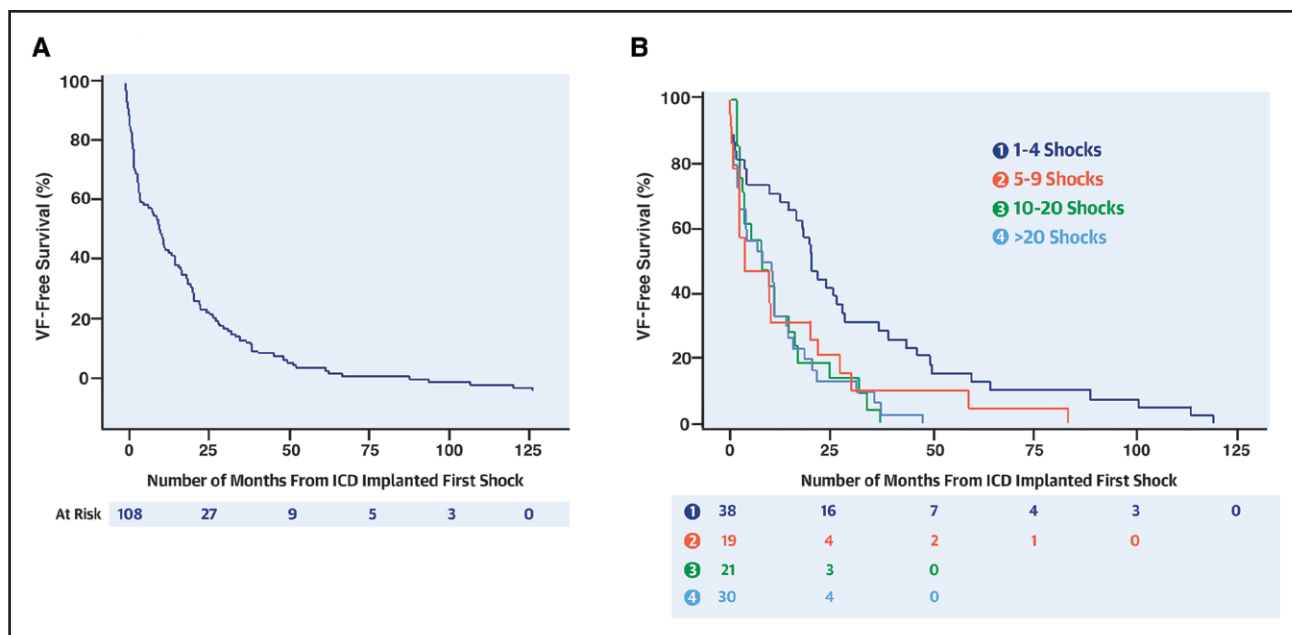 A
VF-Free Survival (%)
100
80
60
40
20
0
0 25 50 75 100 125
Number of Months From ICD Implanted First Shock
At Risk 108 27 9 5 3 0
B
VF-Free Survival (%)
100
80
60
40
20
0
1 1-4 Shocks
2 5-9 Shocks
3 10-20 Shocks
4 >20 Shocks
0 25 50 75 100 125
Number of Months From ICD Implanted First Shock
1 38 16 7 4 3 0
2 19 4 2 1 0
3 21 3 0
4 30 4 0